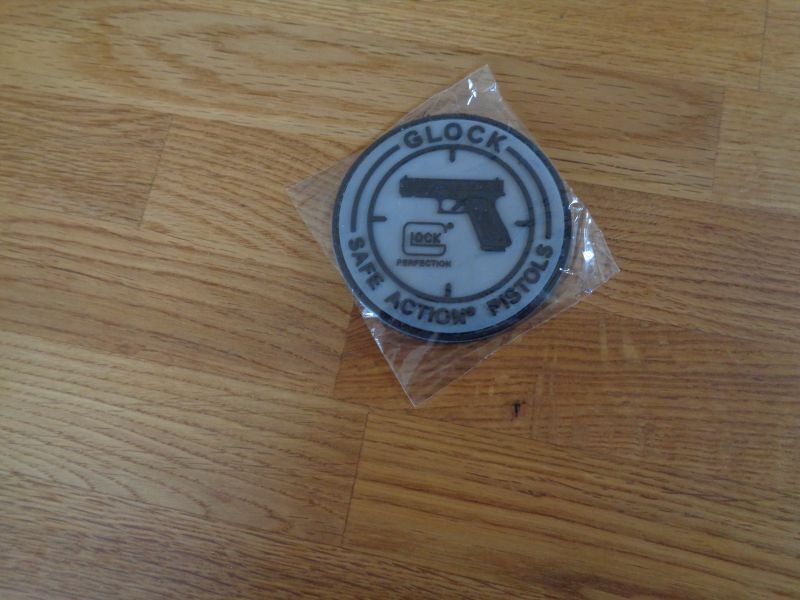 GLOCK
GLOCK®
PERFECTION
SAFE ACTION® PISTOLS